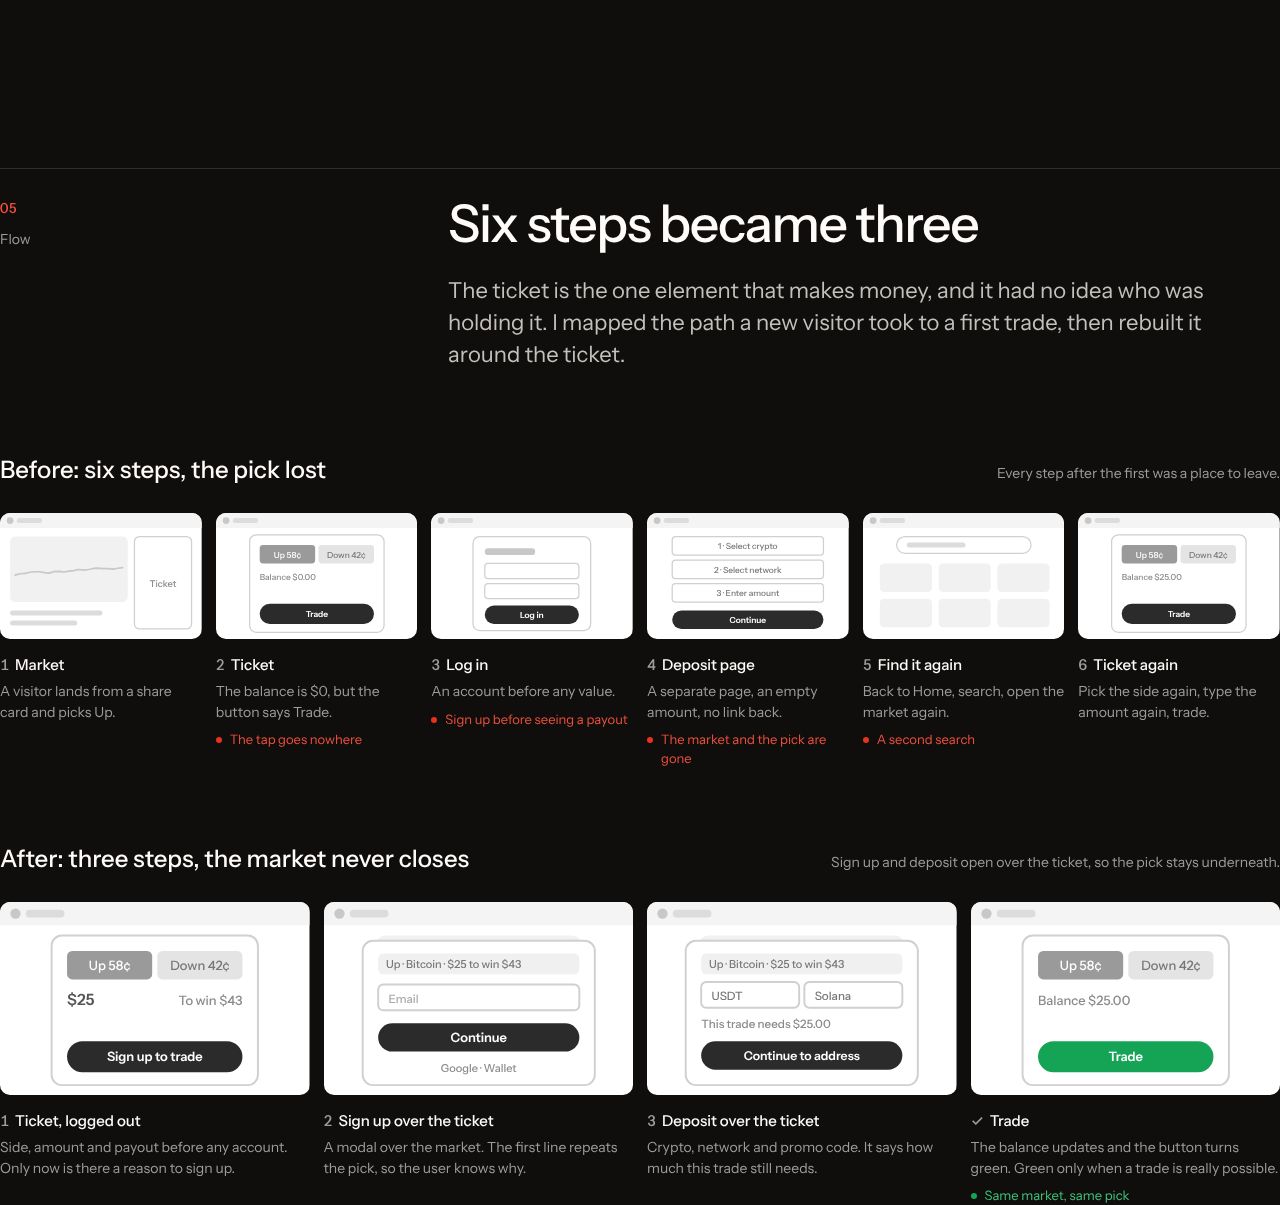 05
Flow
Six steps became three
The ticket is the one element that makes money, and it had no idea who was
holding it. I mapped the path a new visitor took to a first trade, then rebuilt it
around the ticket.
Before: six steps, the pick lost
Every step after the first was a place to leave.
Ticket
Up 58¢
Down 42¢
Balance $0.00
Trade
Log in
1 · Select crypto
2 · Select network
3 · Enter amount
Continue
Up 58¢
Down 42¢
Balance $25.00
Trade
1 Market
A visitor lands from a share
card and picks Up.
2 Ticket
The balance is $0, but the
button says Trade.
The tap goes nowhere
3 Log in
An account before any value.
Sign up before seeing a payout
4 Deposit page
A separate page, an empty
amount, no link back.
The market and the pick are
gone
5 Find it again
Back to Home, search, open the
market again.
A second search
6 Ticket again
Pick the side again, type the
amount again, trade.
After: three steps, the market never closes
Sign up and deposit open over the ticket, so the pick stays underneath.
Up 58¢
Down 42¢
$25
To win $43
Sign up to trade
Up · Bitcoin · $25 to win $43
Email
Continue
Google · Wallet
Up · Bitcoin · $25 to win $43
USDT
Solana
This trade needs $25.00
Continue to address
Up 58¢
Down 42¢
Balance $25.00
Trade
1 Ticket, logged out
Side, amount and payout before any account.
Only now is there a reason to sign up.
2 Sign up over the ticket
A modal over the market. The first line repeats
the pick, so the user knows why.
3 Deposit over the ticket
Crypto, network and promo code. It says how
much this trade still needs.
✓ Trade
The balance updates and the button turns
green. Green only when a trade is really possible.
Same market, same pick